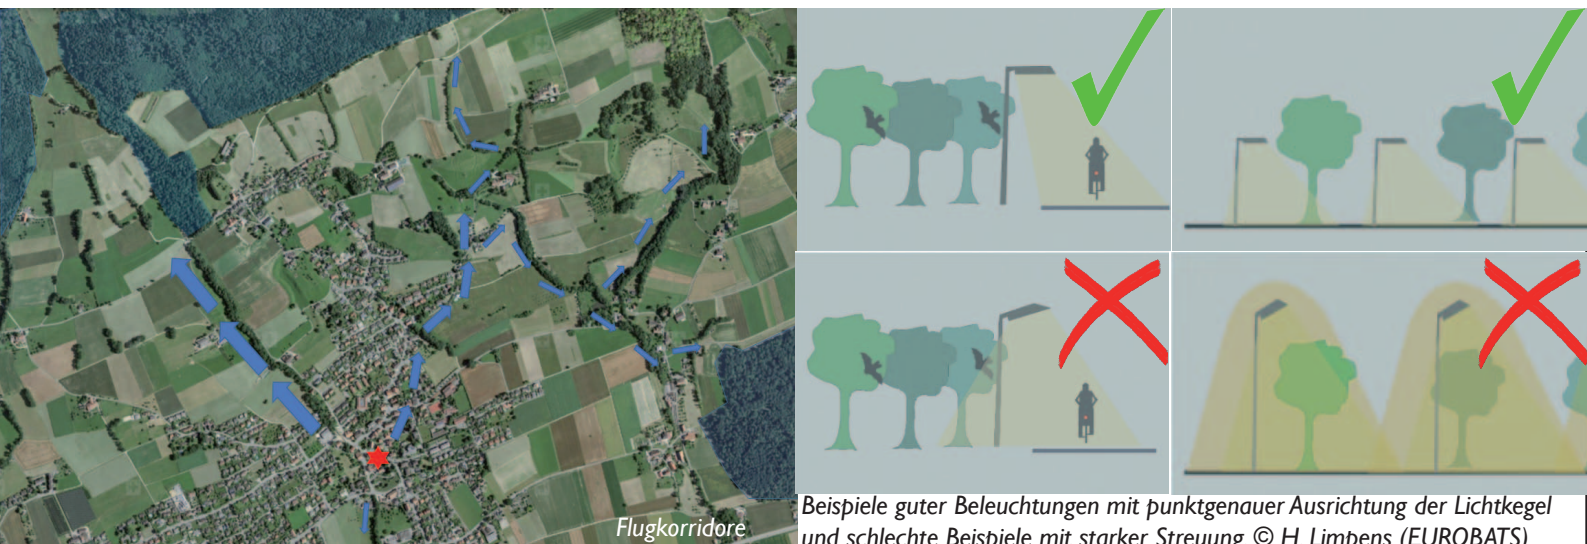 Flugkorridore
Beispiele guter Beleuchtungen mit punktgenauer Ausrichtung der Lichtkegel
und schlechte Beispiele mit starker Streuung © H. Limpens (EUROBATS)